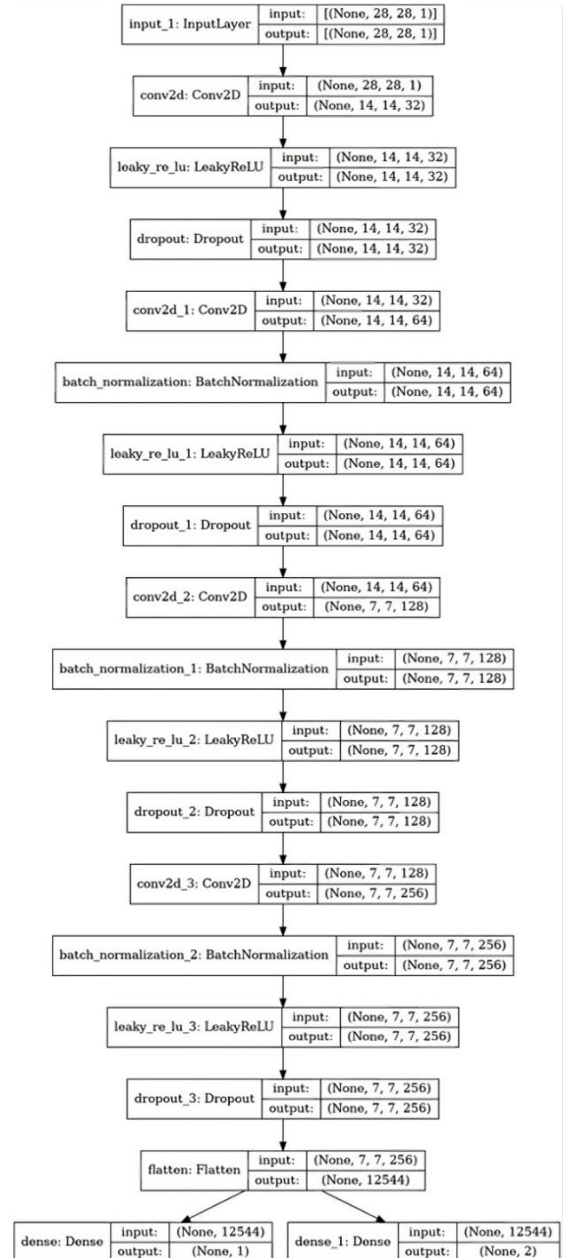 input_1: InputLayer input: [(None, 28, 28, 1)]
output: [(None, 28, 28, 1)]
conv2d: Conv2D input: (None, 28, 28, 1)
output: (None, 14, 14, 32)
leaky_re_lu: LeakyReLU input: (None, 14, 14, 32)
output: (None, 14, 14, 32)
dropout: Dropout input: (None, 14, 14, 32)
output: (None, 14, 14, 32)
conv2d_1: Conv2D input: (None, 14, 14, 32)
output: (None, 14, 14, 64)
batch_normalization: BatchNormalization input: (None, 14, 14, 64)
output: (None, 14, 14, 64)
leaky_re_lu_1: LeakyReLU input: (None, 14, 14, 64)
output: (None, 14, 14, 64)
dropout_1: Dropout input: (None, 14, 14, 64)
output: (None, 14, 14, 64)
conv2d_2: Conv2D input: (None, 14, 14, 64)
output: (None, 7, 7, 128)
batch_normalization_1: BatchNormalization input: (None, 7, 7, 128)
output: (None, 7, 7, 128)
leaky_re_lu_2: LeakyReLU input: (None, 7, 7, 128)
output: (None, 7, 7, 128)
dropout_2: Dropout input: (None, 7, 7, 128)
output: (None, 7, 7, 128)
conv2d_3: Conv2D input: (None, 7, 7, 128)
output: (None, 7, 7, 256)
batch_normalization_2: BatchNormalization input: (None, 7, 7, 256)
output: (None, 7, 7, 256)
leaky_re_lu_3: LeakyReLU input: (None, 7, 7, 256)
output: (None, 7, 7, 256)
dropout_3: Dropout input: (None, 7, 7, 256)
output: (None, 7, 7, 256)
flatten: Flatten input: (None, 7, 7, 256)
output: (None, 12544)
dense: Dense input: (None, 12544)
output: (None, 1)
dense_1: Dense input: (None, 12544)
output: (None, 2)